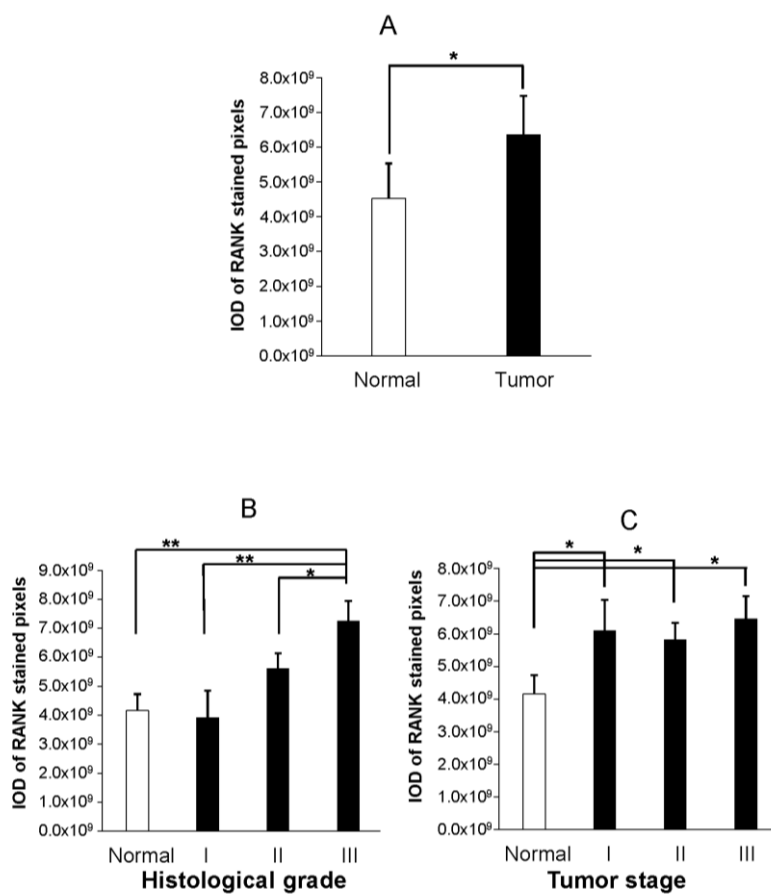 A
*
IOD of RANK stained pixels
8.0x10⁹
7.0x10⁹
6.0x10⁹
5.0x10⁹
4.0x10⁹
3.0x10⁹
2.0x10⁹
1.0x10⁹
0.0x10⁹
Normal Tumor
B
**
**
*
IOD of RANK stained pixels
9.0x10⁹
8.0x10⁹
7.0x10⁹
6.0x10⁹
5.0x10⁹
4.0x10⁹
3.0x10⁹
2.0x10⁹
1.0x10⁹
0.0x10⁹
Normal I II III
Histological grade
C
*
*
*
IOD of RANK stained pixels
8.0x10⁹
7.0x10⁹
6.0x10⁹
5.0x10⁹
4.0x10⁹
3.0x10⁹
2.0x10⁹
1.0x10⁹
0.0x10⁹
Normal I II III
Tumor stage